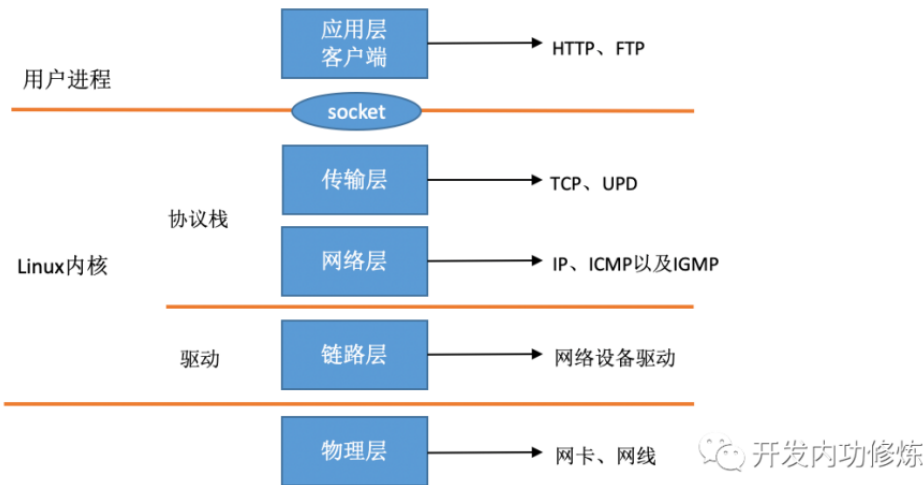 应用层
客户端
HTTP、FTP
用户进程
socket
传输层
TCP、UPD
协议栈
网络层
IP、ICMP以及IGMP
Linux内核
驱动
链路层
网络设备驱动
物理层
网卡、网线
开发内功修炼